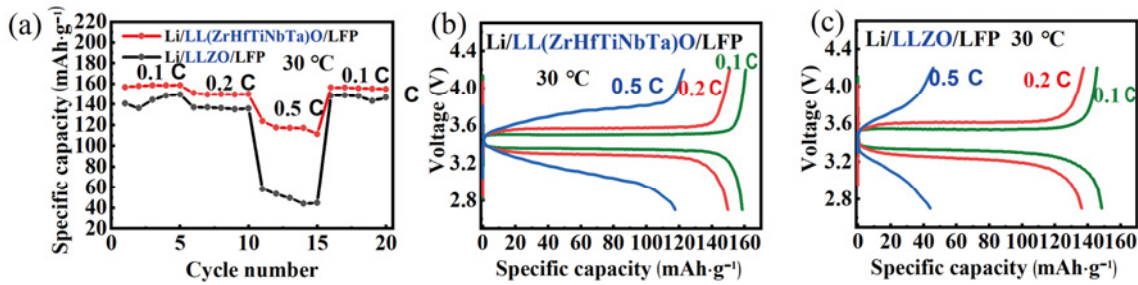 (a)
Specific capacity (mAh·g⁻¹)
220
200
180
160
140
120
100
80
60
40
20
Li/LL(ZrHfTiNbTa)O/LFP
Li/LLZO/LFP
30 °C
0.1 C
0.2 C
0.5 C
0.1 C
C
0 5 10 15 20
Cycle number
(b)
Voltage (V)
4.4
4.0
3.6
3.2
2.8
Li/LL(ZrHfTiNbTa)O/LFP
30 °C
0.5 C
0.2 C
0.1 C
0 20 40 60 80 100 120 140 160
Specific capacity (mAh·g⁻¹)
(c)
Voltage (V)
4.4
4.0
3.6
3.2
2.8
Li/LLZO/LFP 30 °C
0.5 C
0.2 C
0.1 C
0 20 40 60 80 100 120 140 160
Specific capacity (mAh·g⁻¹)